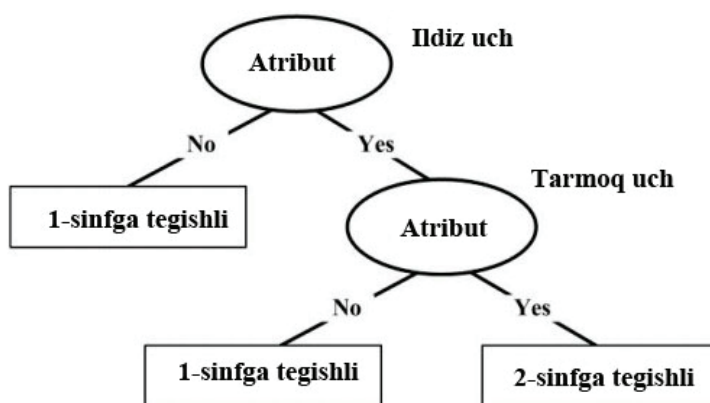 Ildiz uch
Atribut
No
Yes
Tarmoq uch
1-sinfga tegishli
Atribut
No
Yes
1-sinfga tegishli
2-sinfga tegishli